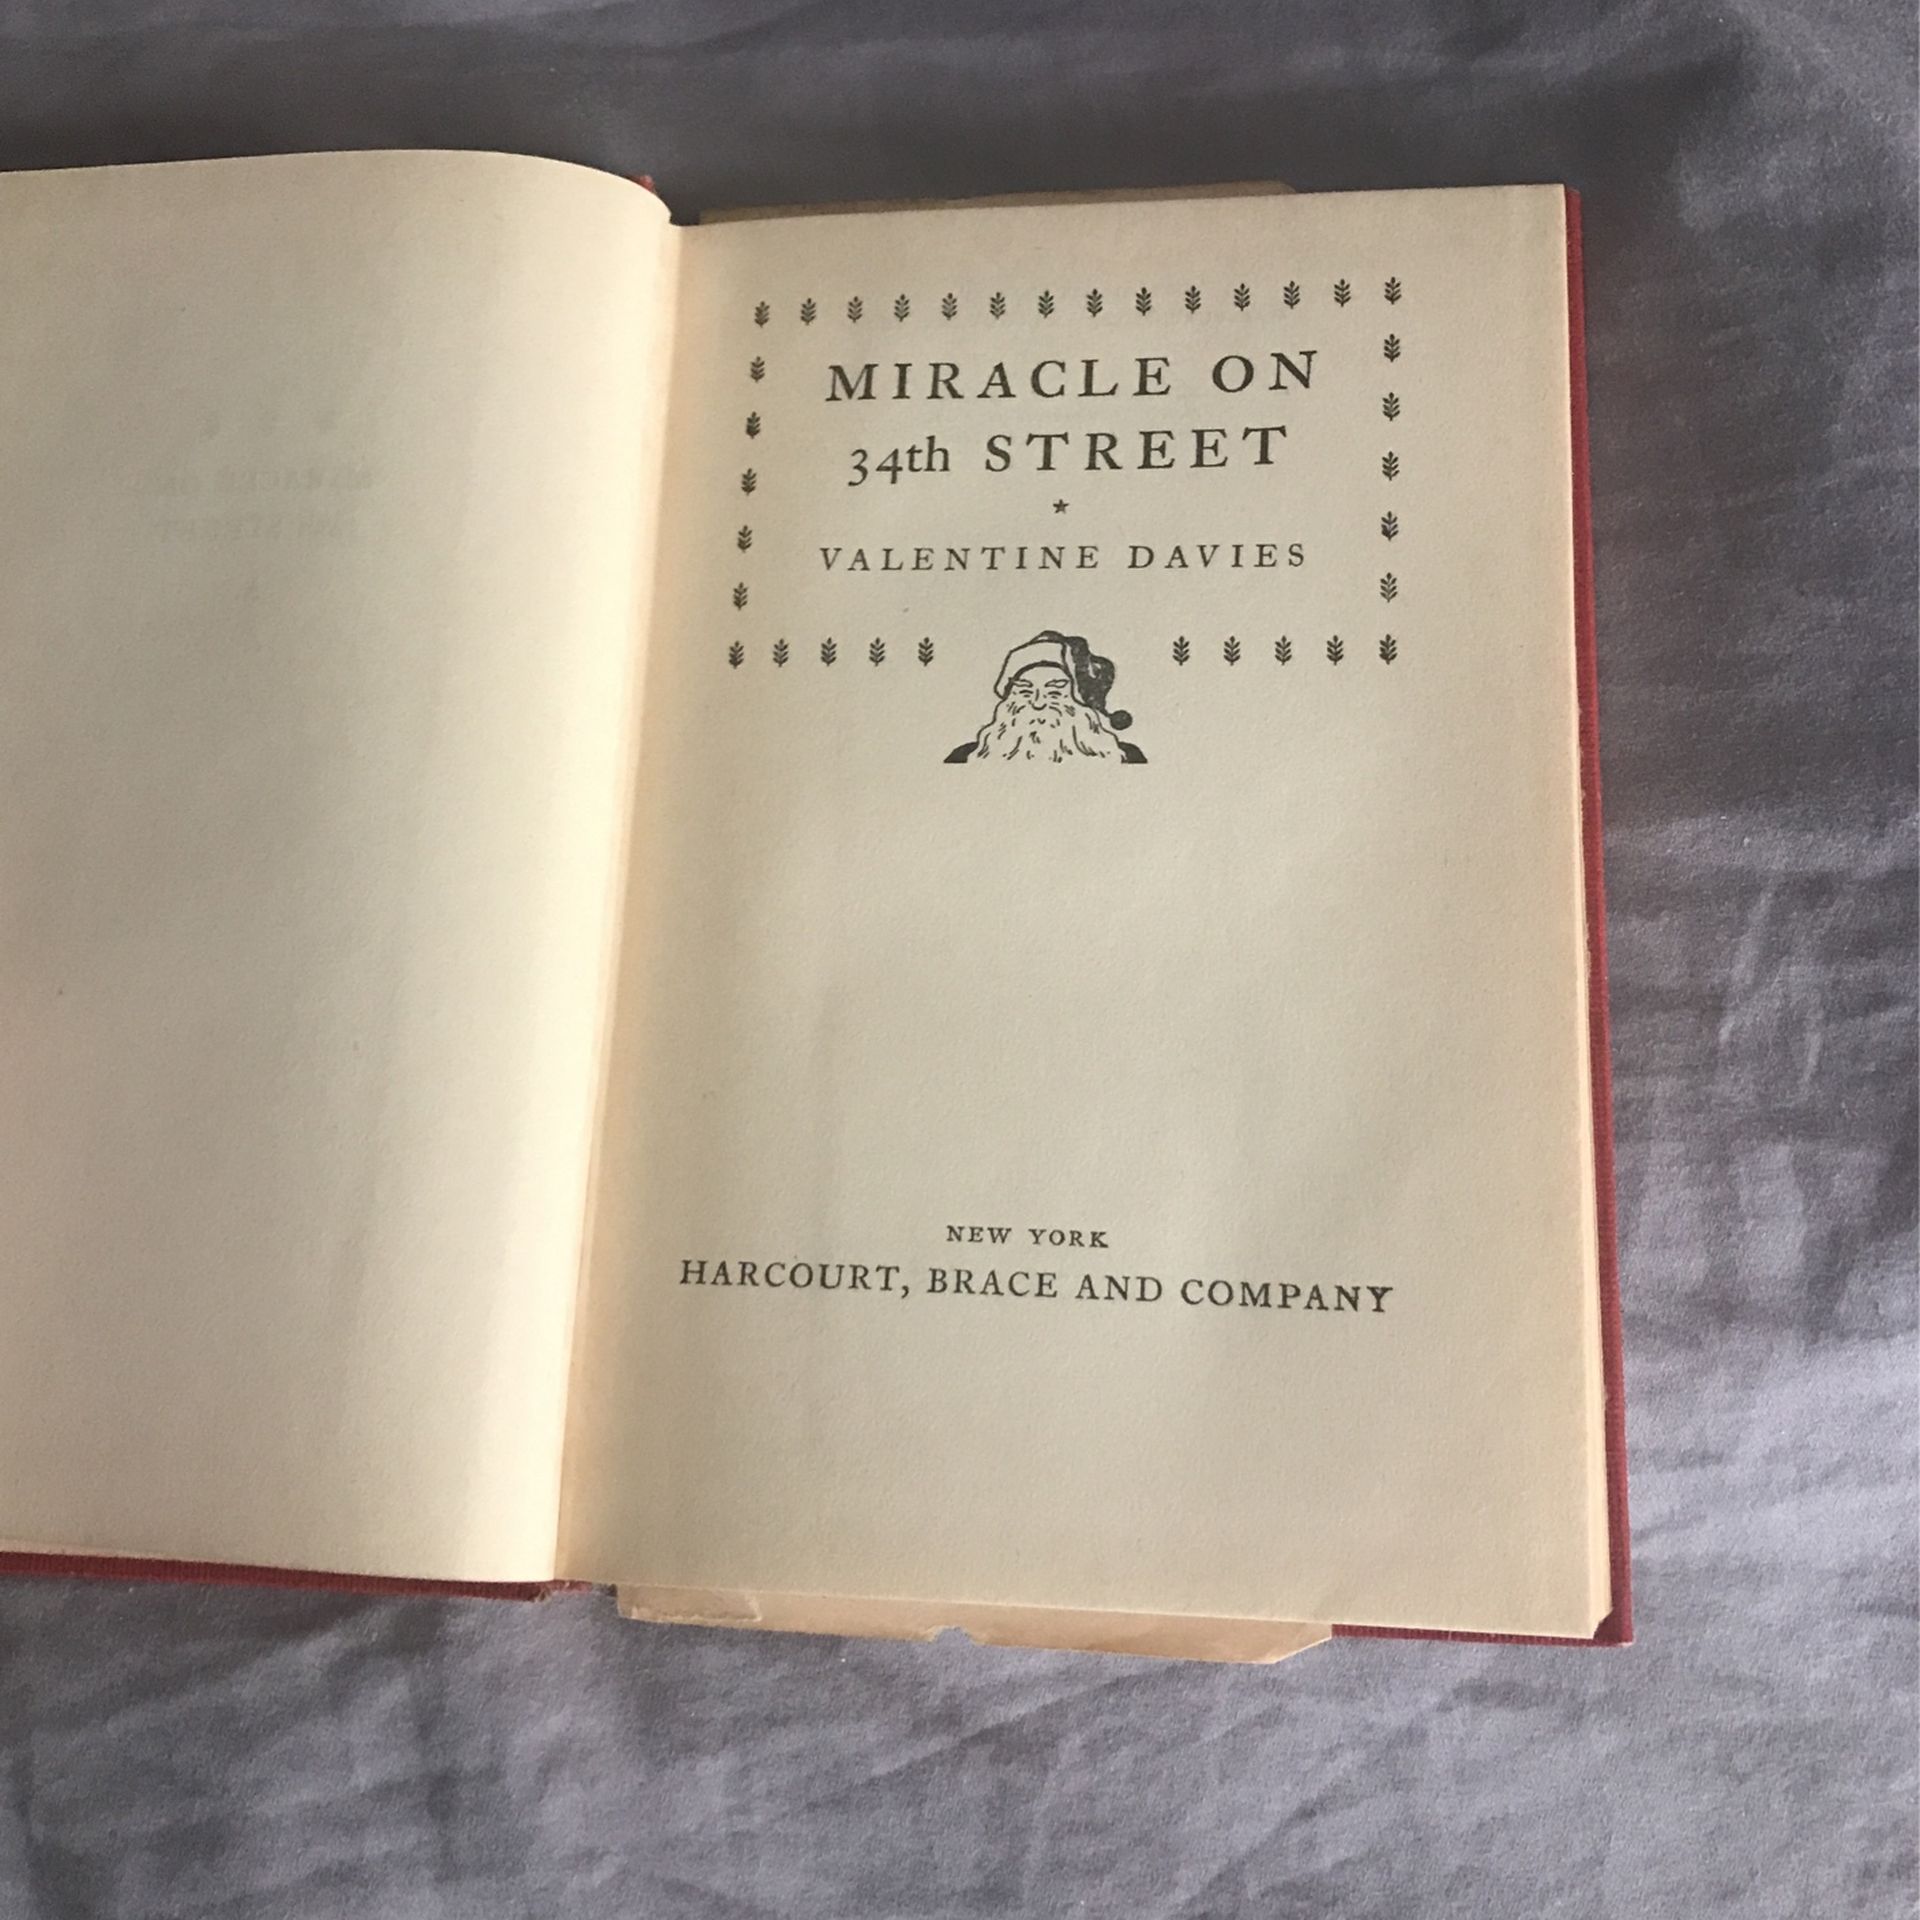 MIRACLE ON
34th STREET
VALENTINE DAVIES
NEW YORK
HARCOURT, BRACE AND COMPANY